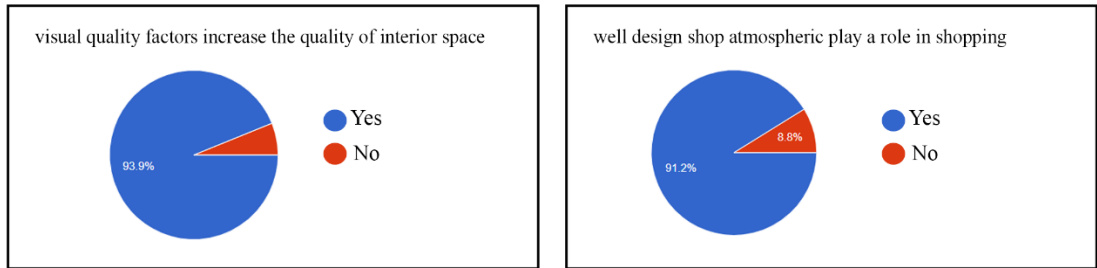 visual quality factors increase the quality of interior space
93.9%
Yes
No
well design shop atmospheric play a role in shopping
8.8%
91.2%
Yes
No